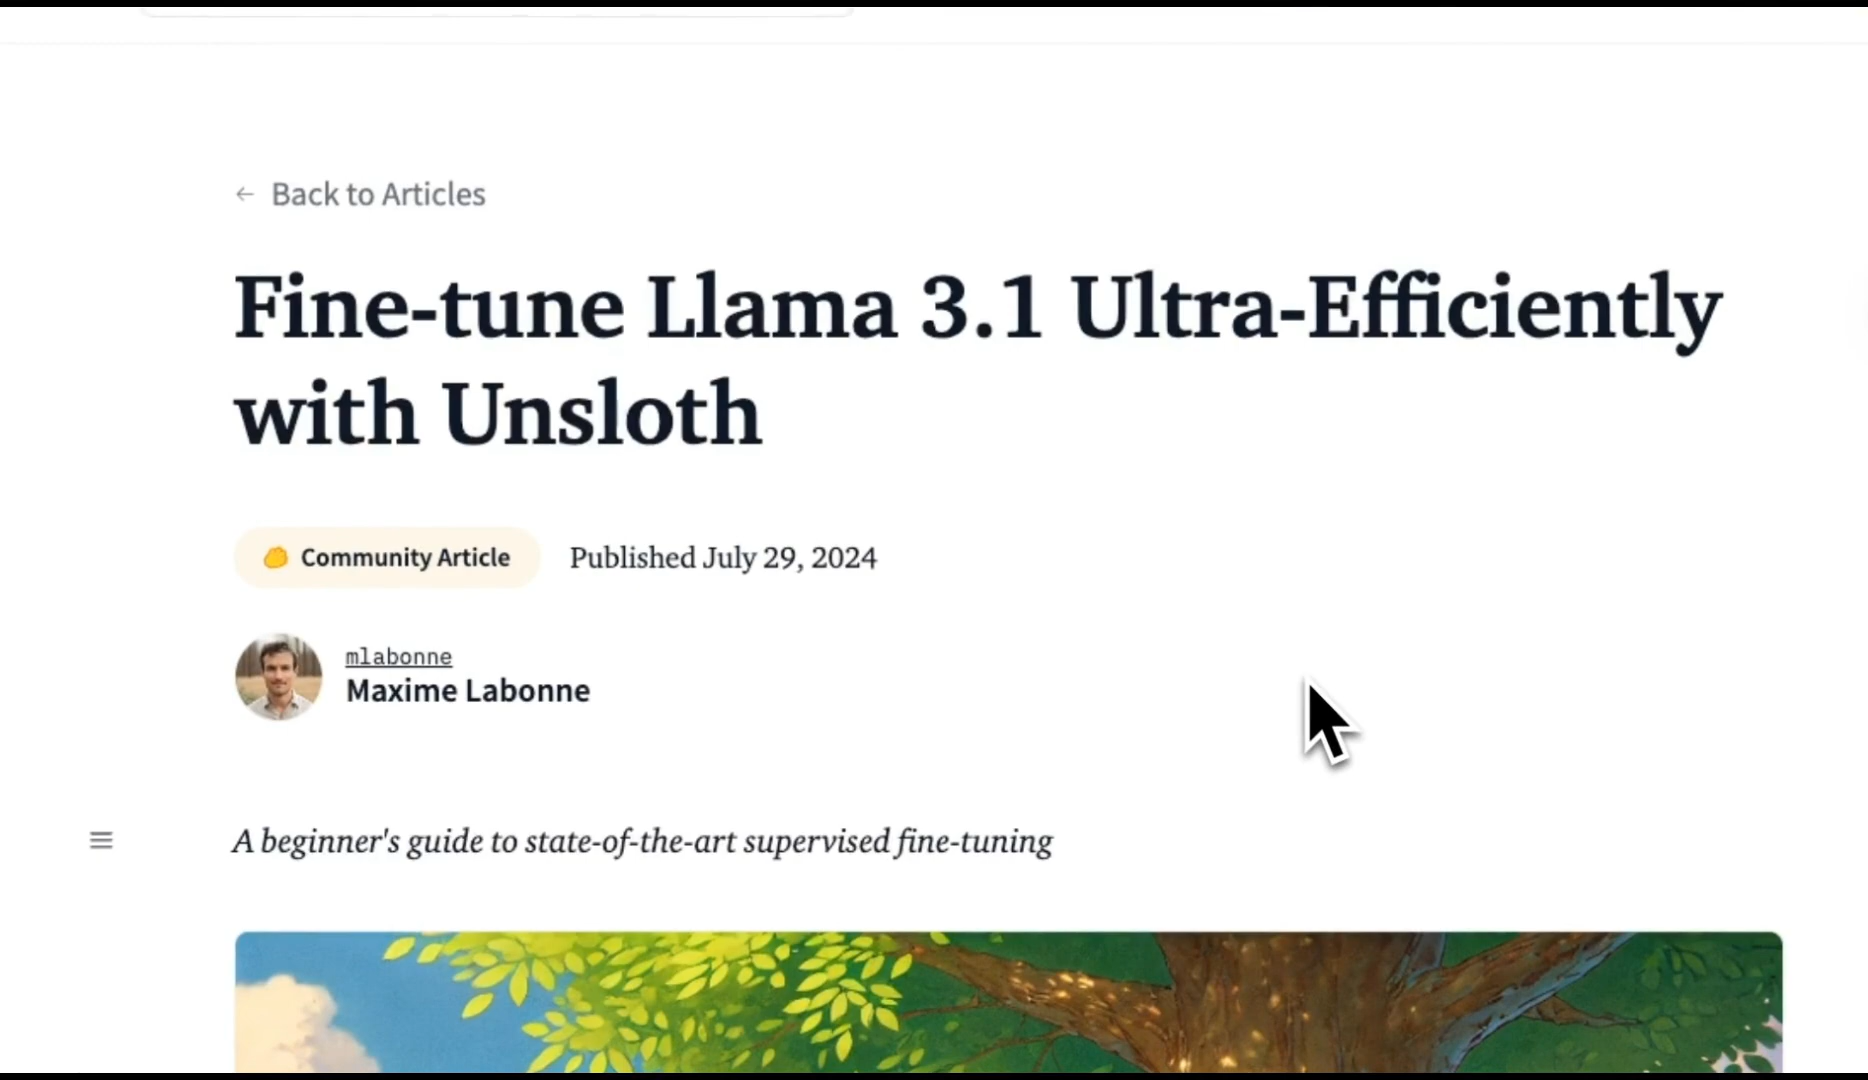 ← Back to Articles
Fine-tune Llama 3.1 Ultra-Efficiently
with Unsloth
Community Article Published July 29, 2024
mlabonne
Maxime Labonne
A beginner's guide to state-of-the-art supervised fine-tuning